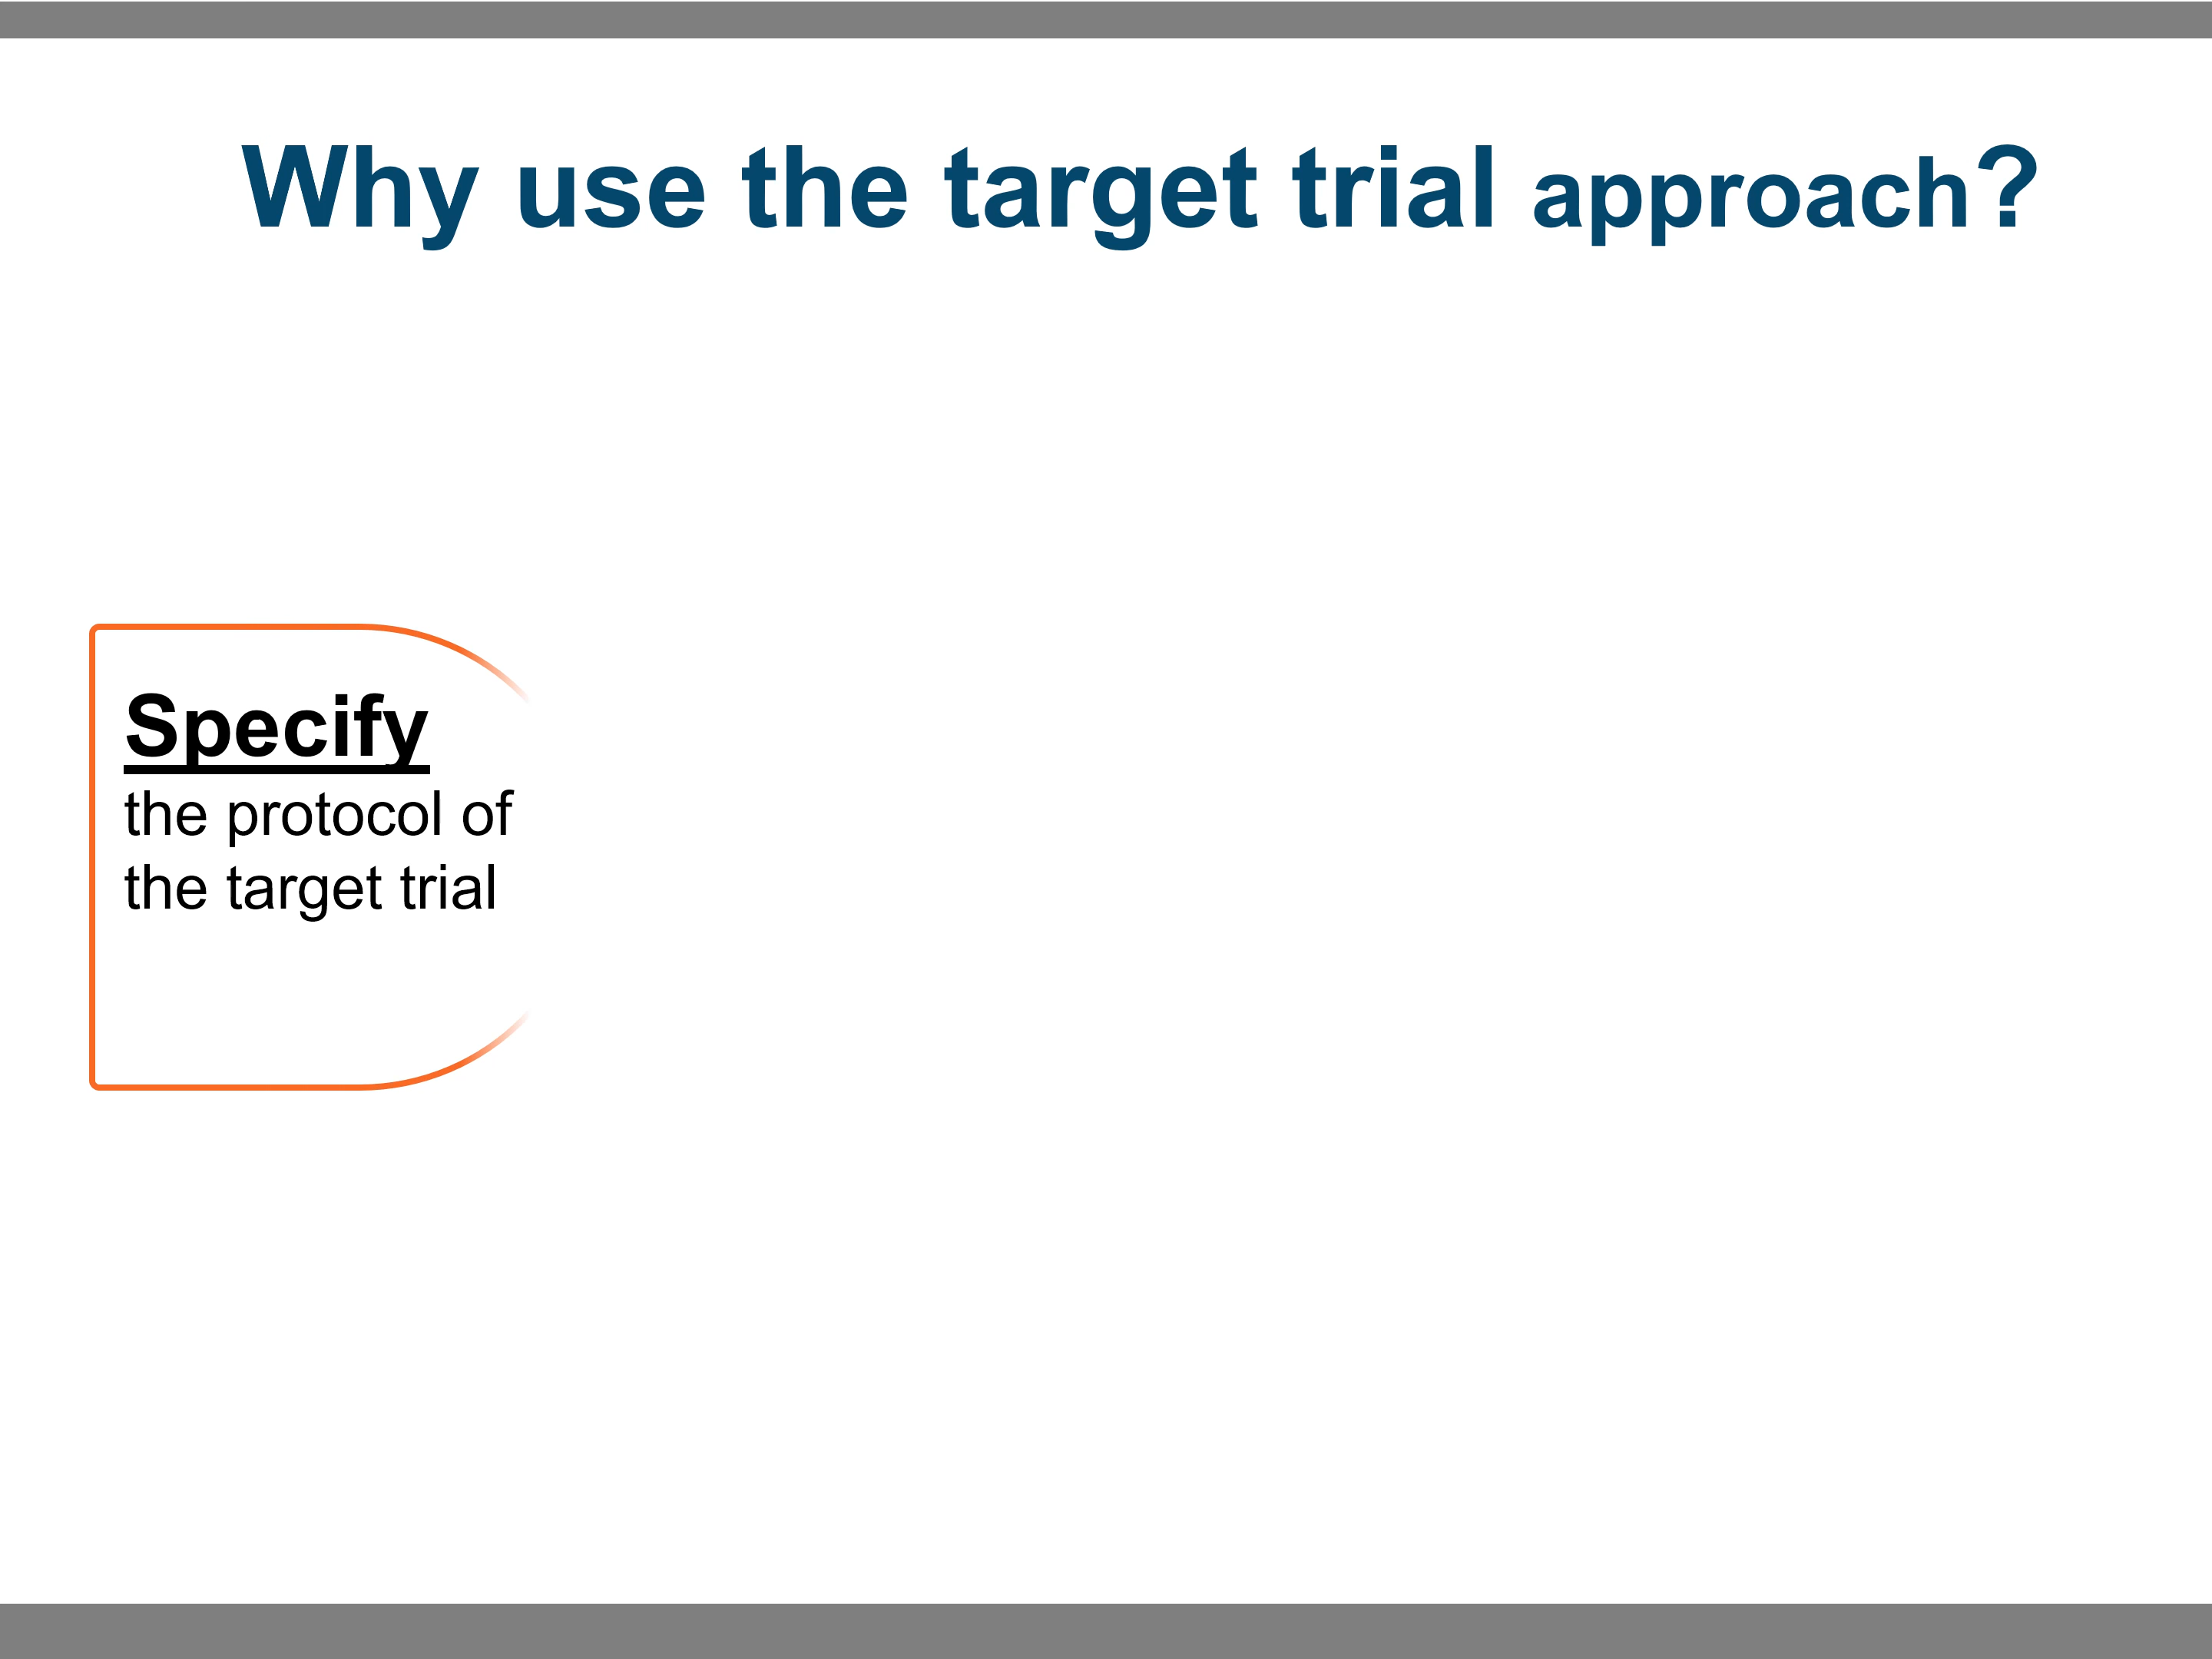 Why use the target trial approach?
Specify
the protocol of
the target trial